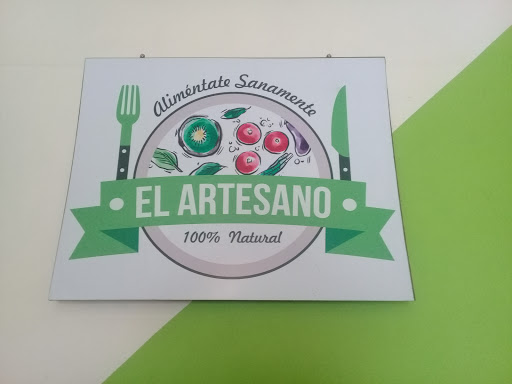 Aliméntate Sanamente
EL ARTESANO
100% Natural